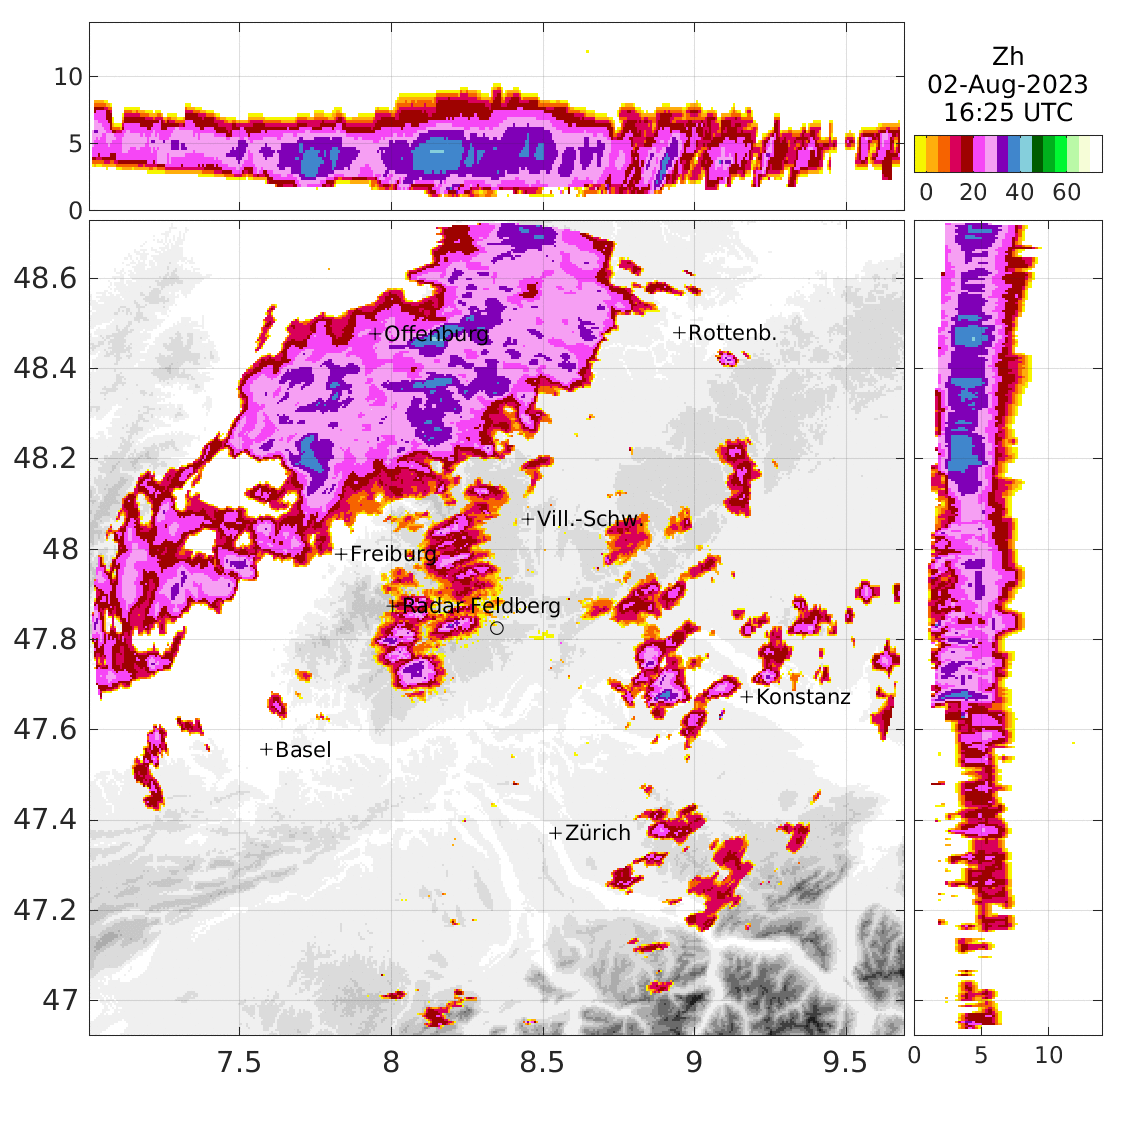 Zh
02-Aug-2023
16:25 UTC
0 20 40 60
10
5
0
48.6
48.4
48.2
48
47.8
47.6
47.4
47.2
47
Offenburg
Rottenb.
Vill.-Schw.
Freiburg
Radar Feldberg
Konstanz
Basel
Zürich
7.5 8 8.5 9 9.5
0 5 10